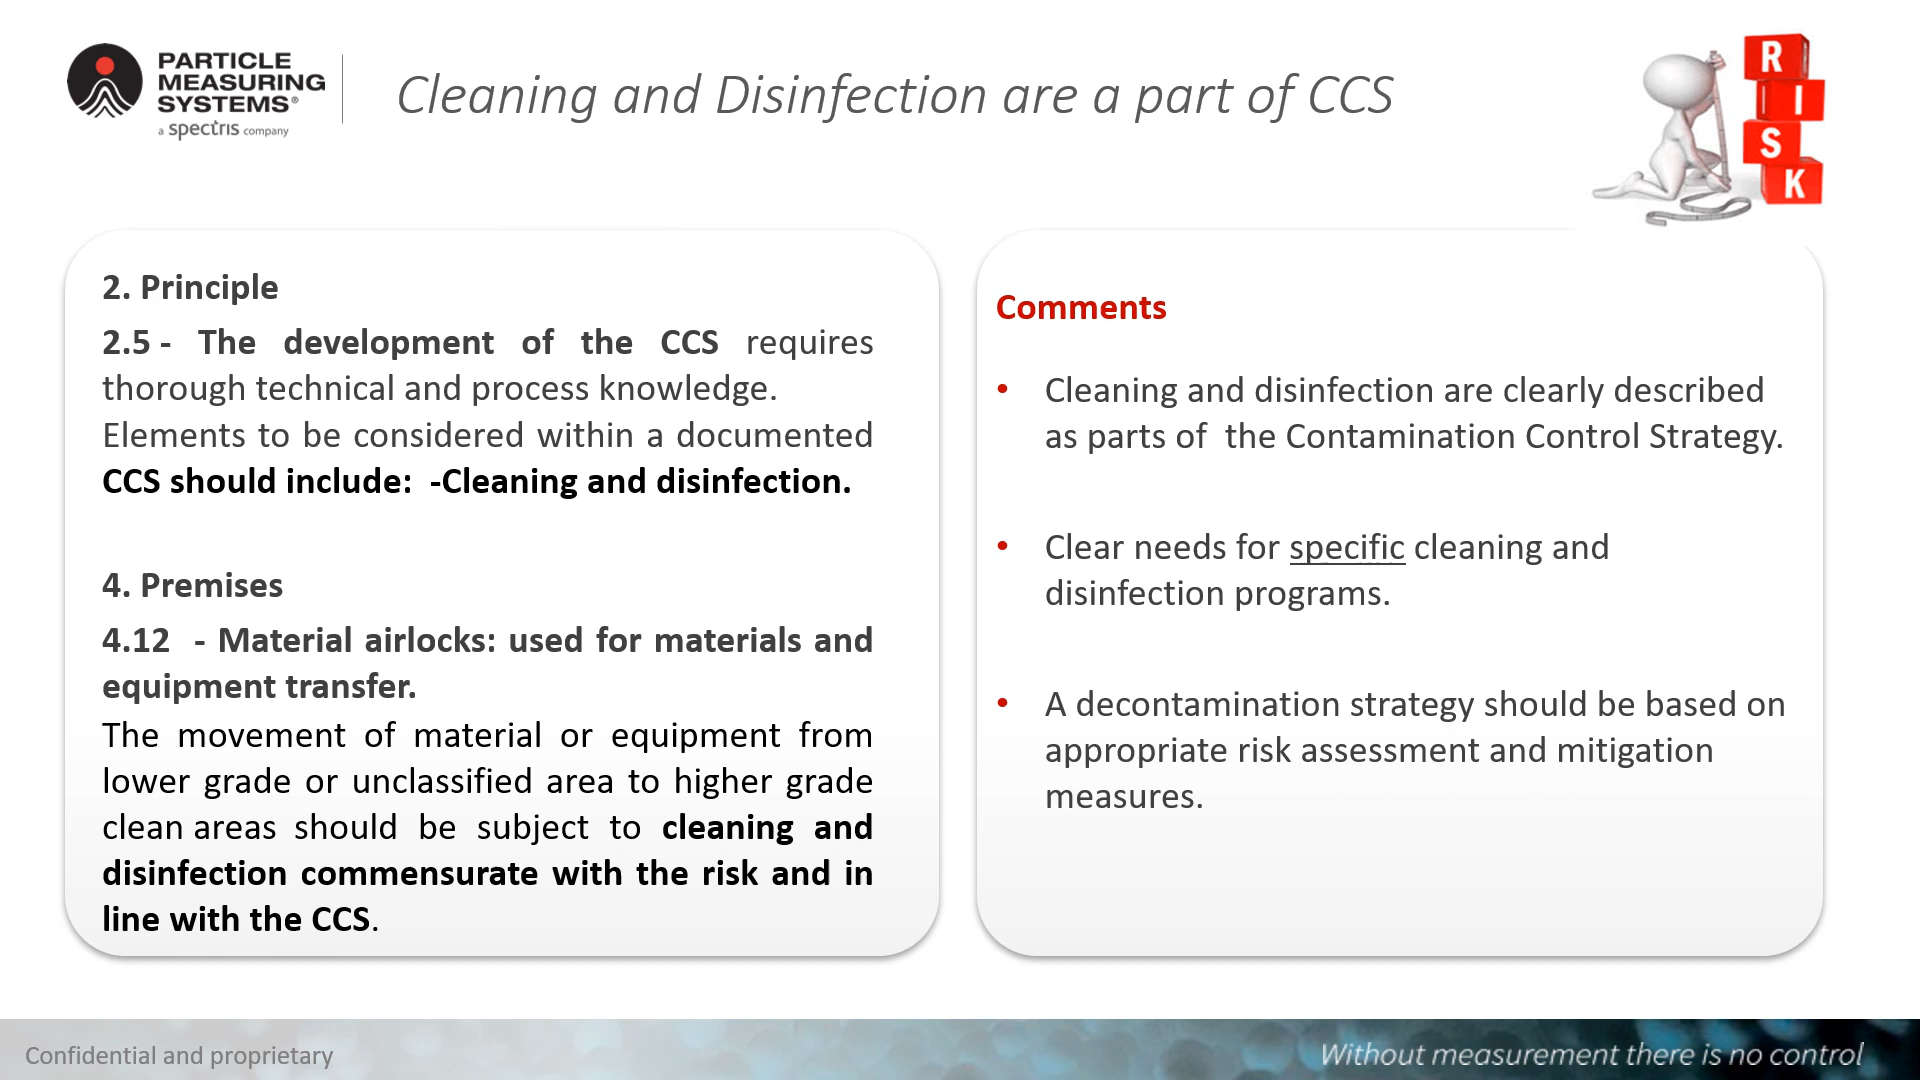 PARTICLE
MEASURING
SYSTEMS®
a spectris company
Cleaning and Disinfection are a part of CCS
R
I
S
K
2. Principle
2.5 - The development of the CCS requires
thorough technical and process knowledge.
Elements to be considered within a documented
CCS should include: -Cleaning and disinfection.
4. Premises
4.12 - Material airlocks: used for materials and
equipment transfer.
The movement of material or equipment from
lower grade or unclassified area to higher grade
clean areas should be subject to cleaning and
disinfection commensurate with the risk and in
line with the CCS.
Comments
• Cleaning and disinfection are clearly described
as parts of the Contamination Control Strategy.
• Clear needs for specific cleaning and
disinfection programs.
• A decontamination strategy should be based on
appropriate risk assessment and mitigation
measures.
Confidential and proprietary
Without measurement there is no control